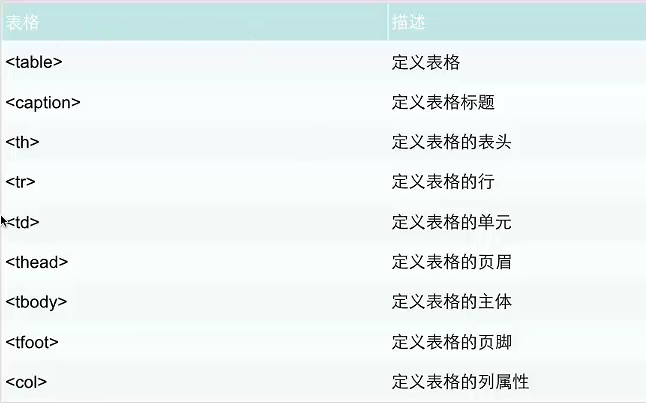 表格 描述
<table> 定义表格
<caption> 定义表格标题
<th> 定义表格的表头
<tr> 定义表格的行
<td> 定义表格的单元
<thead> 定义表格的页眉
<tbody> 定义表格的主体
<tfoot> 定义表格的页脚
<col> 定义表格的列属性